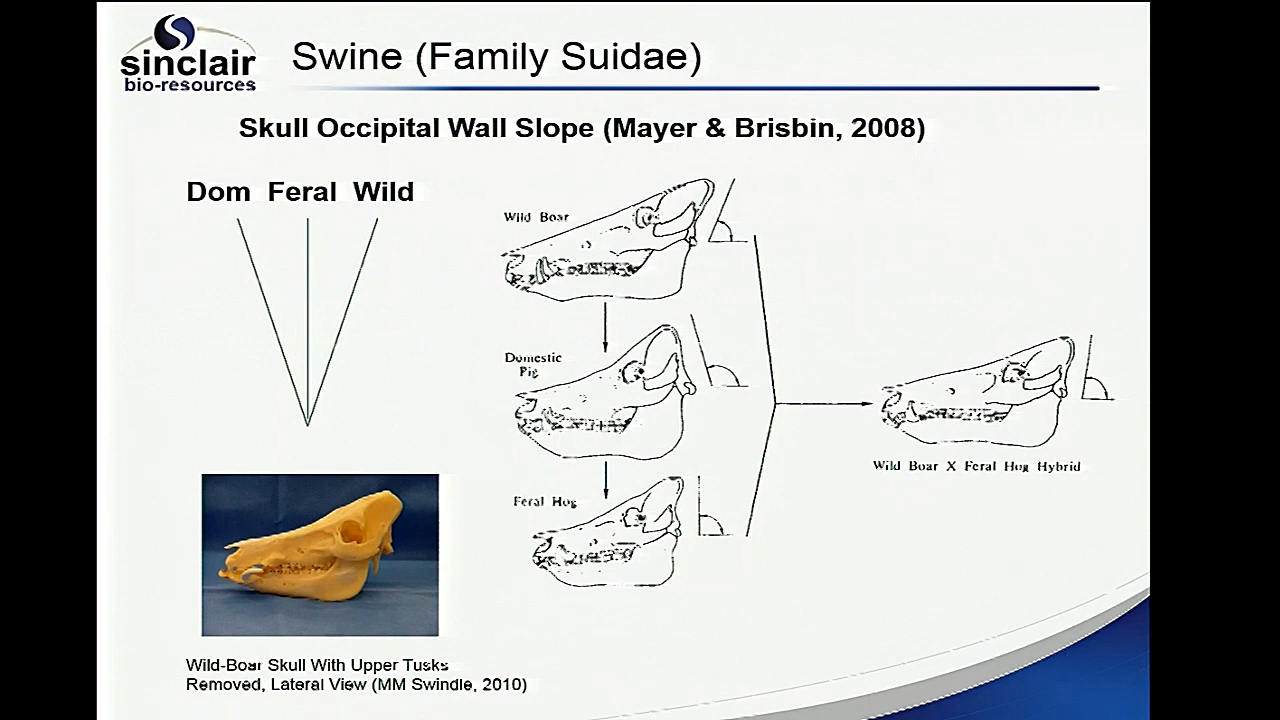 sinclair
bio-resources
Swine (Family Suidae)
Skull Occipital Wall Slope (Mayer & Brisbin, 2008)
Dom Feral Wild
Wild Boar
Domestic
Pig
Feral Hog
Wild Boar X Feral Hog Hybrid
Wild-Boar Skull With Upper Tusks
Removed, Lateral View (MM Swindle, 2010)